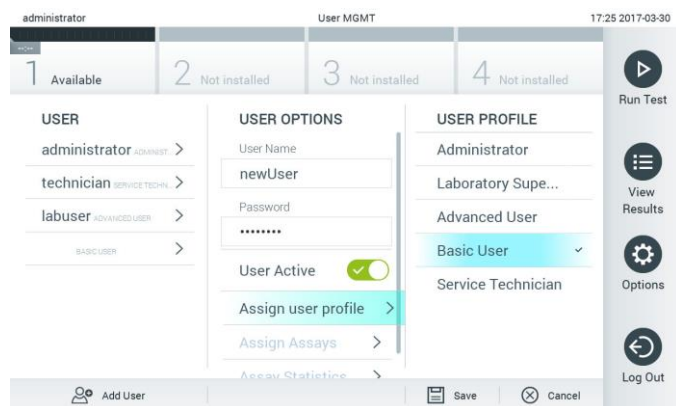 administrator
User MGMT
17:25 2017-03-30
--:--
1 Available
2 Not installed
3 Not installed
4 Not installed
Run Test
View
Results
Options
Log Out
USER
administrator ADMINIST...
technician SERVICE TECHN...
labuser ADVANCED USER
BASIC USER
USER OPTIONS
User Name
newUser
Password
••••••••
User Active
Assign user profile
Assign Assays
Assay Statistics
USER PROFILE
Administrator
Laboratory Supe...
Advanced User
Basic User
Service Technician
Add User
Save
Cancel